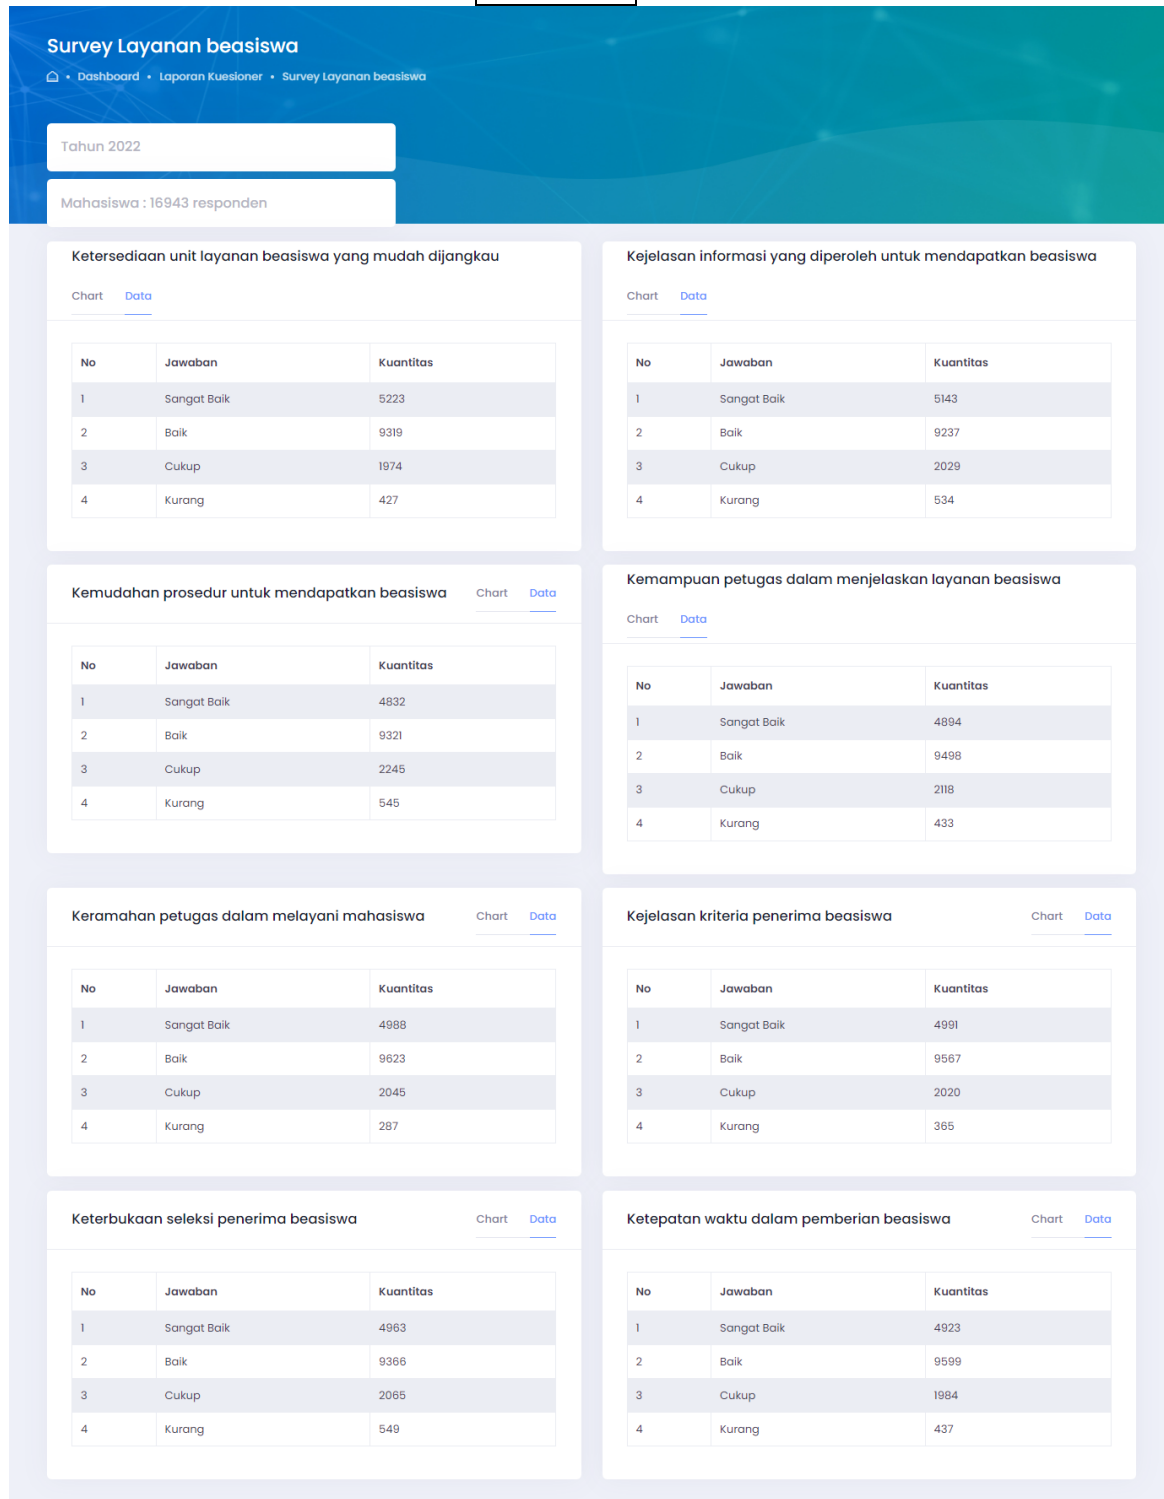 Survey Layanan beasiswa
Dashboard • Laporan Kuesioner • Survey Layanan beasiswa
Tahun 2022
Mahasiswa : 16943 responden
Ketersediaan unit layanan beasiswa yang mudah dijangkau
Chart Data
No Jawaban Kuantitas
1 Sangat Baik 5223
2 Baik 9319
3 Cukup 1974
4 Kurang 427
Kejelasan informasi yang diperoleh untuk mendapatkan beasiswa
Chart Data
No Jawaban Kuantitas
1 Sangat Baik 5143
2 Baik 9237
3 Cukup 2029
4 Kurang 534
Kemudahan prosedur untuk mendapatkan beasiswa Chart Data
No Jawaban Kuantitas
1 Sangat Baik 4832
2 Baik 9321
3 Cukup 2245
4 Kurang 545
Kemampuan petugas dalam menjelaskan layanan beasiswa
Chart Data
No Jawaban Kuantitas
1 Sangat Baik 4894
2 Baik 9498
3 Cukup 2118
4 Kurang 433
Keramahan petugas dalam melayani mahasiswa Chart Data
No Jawaban Kuantitas
1 Sangat Baik 4988
2 Baik 9623
3 Cukup 2045
4 Kurang 287
Kejelasan kriteria penerima beasiswa Chart Data
No Jawaban Kuantitas
1 Sangat Baik 4991
2 Baik 9567
3 Cukup 2020
4 Kurang 365
Keterbukaan seleksi penerima beasiswa Chart Data
No Jawaban Kuantitas
1 Sangat Baik 4963
2 Baik 9366
3 Cukup 2065
4 Kurang 549
Ketepatan waktu dalam pemberian beasiswa Chart Data
No Jawaban Kuantitas
1 Sangat Baik 4923
2 Baik 9599
3 Cukup 1984
4 Kurang 437